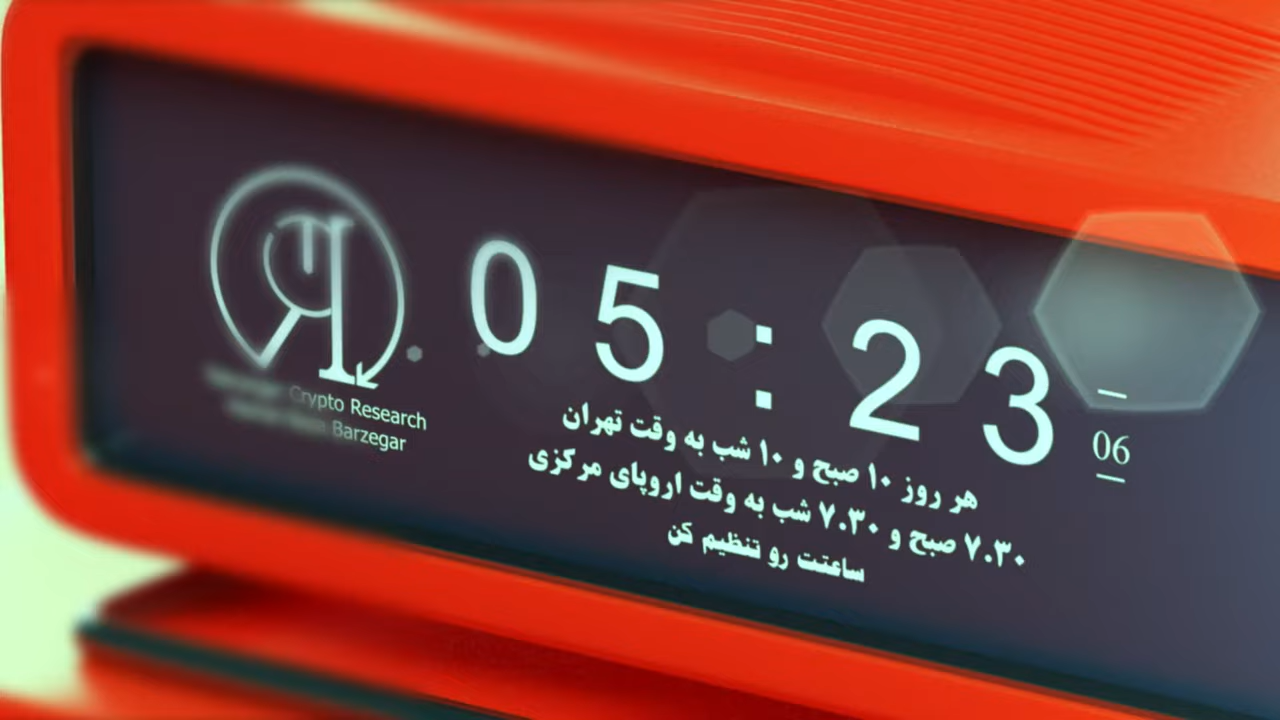 05:23
06
Crypto Research
Barzegar
هر روز ۱۰ صبح و ۱۰ شب به وقت تهران
۷.۳۰ صبح و ۷.۳۰ شب به وقت اروپای مرکزی
ساعتت رو تنظیم کن